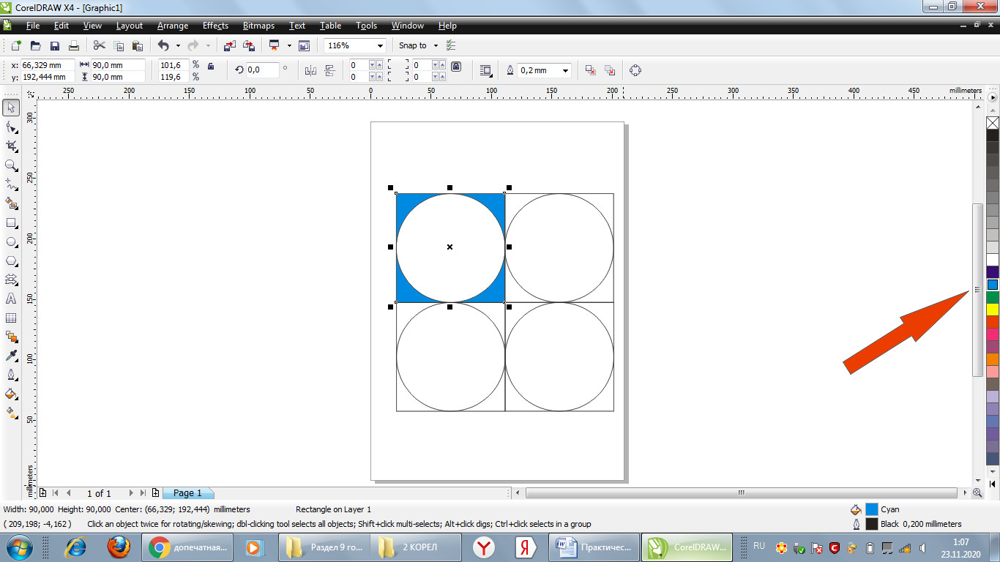 CorelDRAW X4 - [Graphic1]
File Edit View Layout Arrange Effects Bitmaps Text Table Tools Window Help
116% Snap to
x: 66,329 mm 90,0 mm 101,6 % 0,0 ° 0 0 0,2 mm
y: 192,444 mm 90,0 mm 119,6 % 0 0
250 200 150 100 50 0 50 100 150 200 250 300 350 400 450 millimeters
300
250
200
150
100
50
millimeters
1 of 1 Page 1
Width: 90,000 Height: 90,000 Center: (66,329; 192,444) millimeters Rectangle on Layer 1 Cyan
( 209,198; -4,162 ) Click an object twice for rotating/skewing; dbl-clicking tool selects all objects; Shift+click multi-selects; Alt+click digs; Ctrl+click selects in a group Black 0,200 millimeters
допечатная... Раздел 9 го... 2 КОРЕЛ Y Я Практичес... CorelDRAW... RU 1:07
23.11.2020